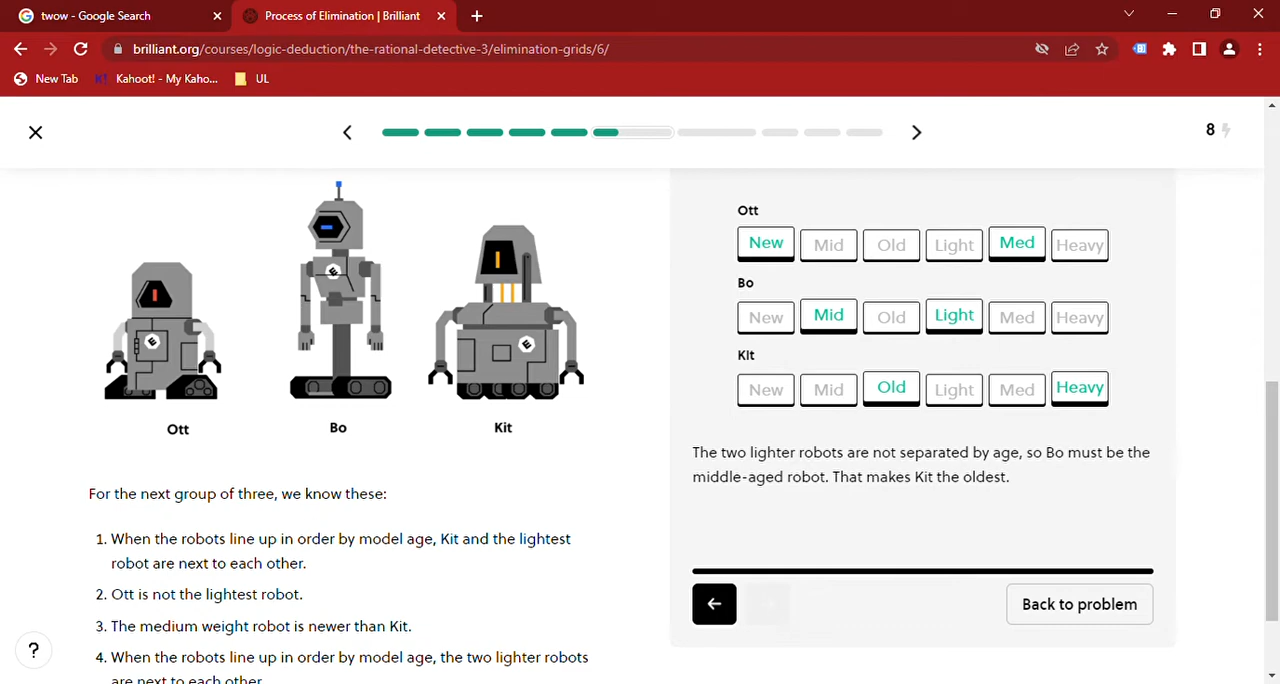 twow - Google Search
Process of Elimination | Brilliant
brilliant.org/courses/logic-deduction/the-rational-detective-3/elimination-grids/6/
New Tab
K! Kahoot! - My Kaho...
UL
8
Ott
New Mid Old Light Med Heavy
Bo
New Mid Old Light Med Heavy
Kit
New Mid Old Light Med Heavy
The two lighter robots are not separated by age, so Bo must be the
middle-aged robot. That makes Kit the oldest.
Back to problem
E
E
E
Ott
Bo
Kit
For the next group of three, we know these:
1. When the robots line up in order by model age, Kit and the lightest
robot are next to each other.
2. Ott is not the lightest robot.
3. The medium weight robot is newer than Kit.
4. When the robots line up in order by model age, the two lighter robots
are next to each other
?